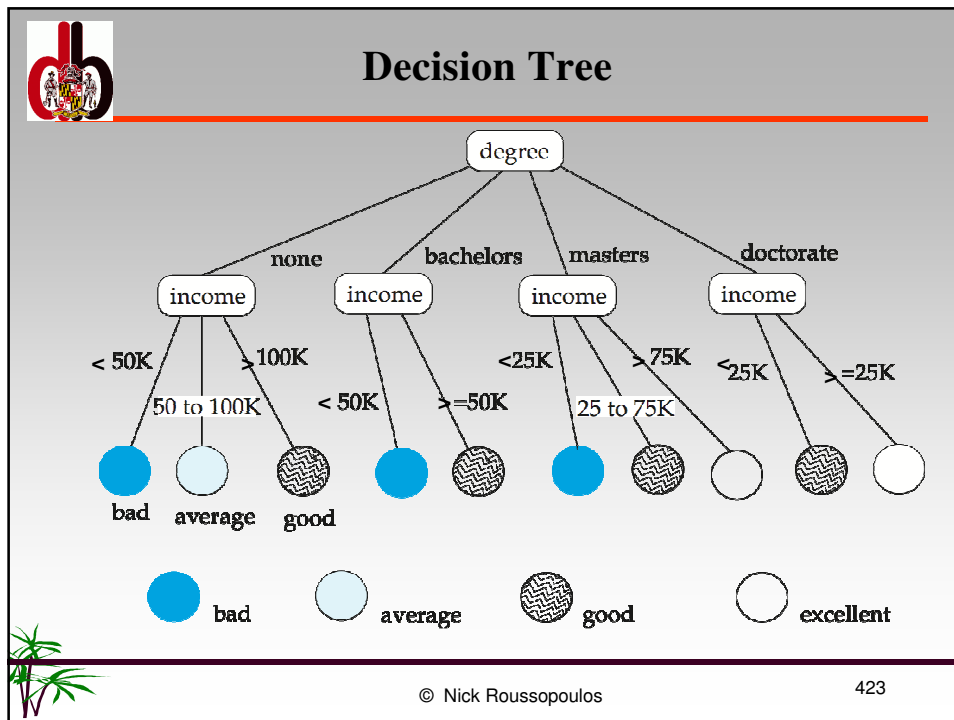 Decision Tree
degree
none
bachelors
masters
doctorate
income
income
income
income
< 50K
50 to 100K
>100K
< 50K
>=50K
<25K
25 to 75K
> 75K
<25K
> =25K
bad
average
good
bad
average
good
excellent
© Nick Roussopoulos
423